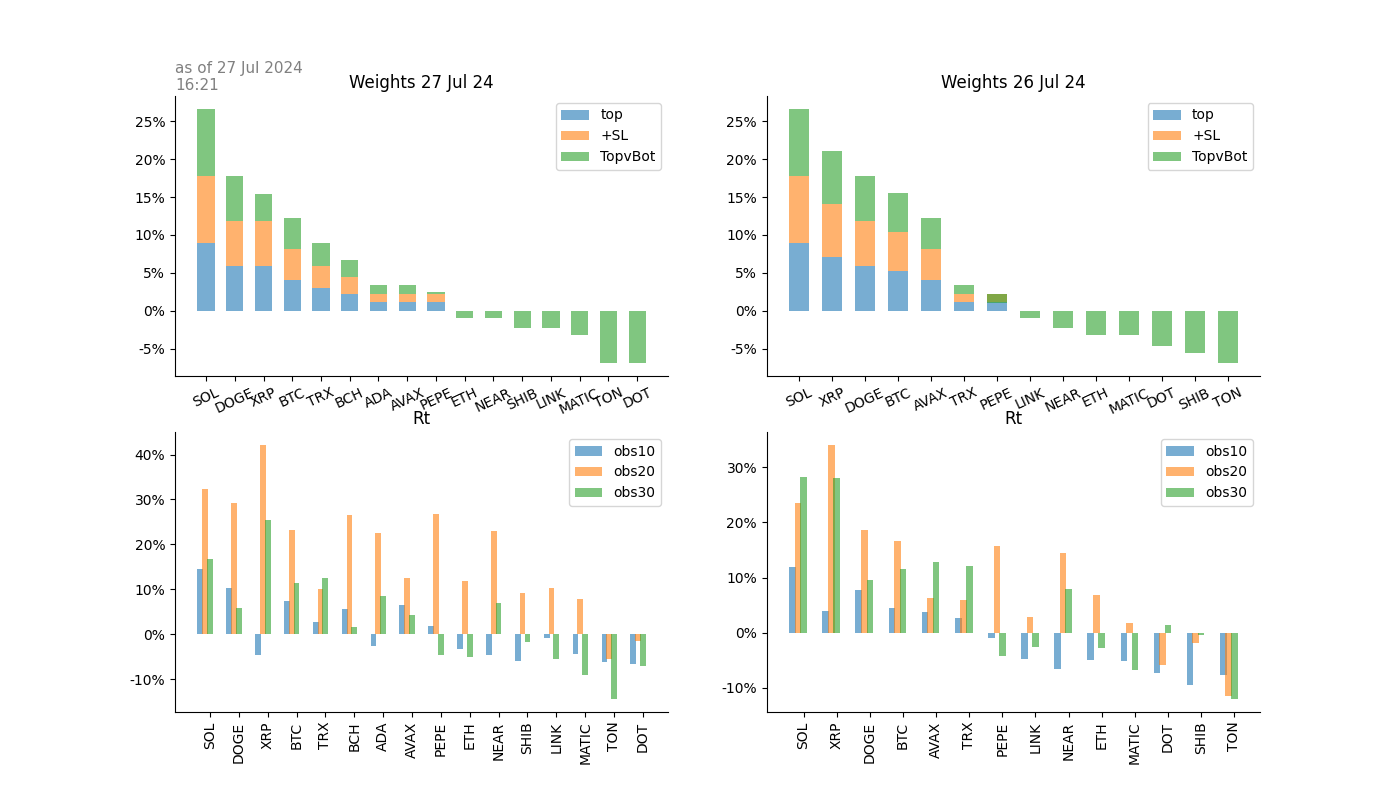 as of 27 Jul 2024
16:21
Weights 27 Jul 24
25%
20%
15%
10%
5%
0%
-5%
top
+SL
TopvBot
SOL DOGE XRP BTC TRX BCH ADA AVAX PEPE ETH NEAR SHIB LINK MATIC TON DOT
Weights 26 Jul 24
25%
20%
15%
10%
5%
0%
-5%
top
+SL
TopvBot
SOL XRP DOGE BTC AVAX TRX PEPE LINK NEAR ETH MATIC DOT SHIB TON
Rt
40%
30%
20%
10%
0%
-10%
obs10
obs20
obs30
SOL DOGE XRP BTC TRX BCH ADA AVAX PEPE ETH NEAR SHIB LINK MATIC TON DOT
Rt
30%
20%
10%
0%
-10%
obs10
obs20
obs30
SOL XRP DOGE BTC AVAX TRX PEPE LINK NEAR ETH MATIC DOT SHIB TON